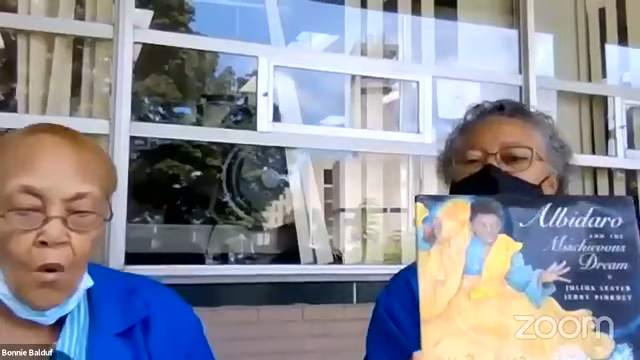 Albidaro
AND THE
Mischievous
Dream
JULIUS LESTER
JERRY PINKNEY
zoom
Bonnie Balduf